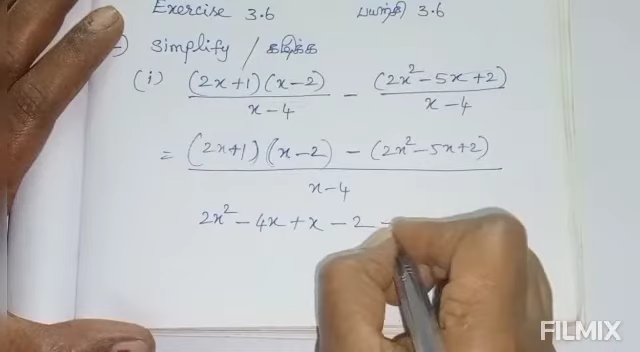 Exercise 3.6 பயிற்சி 3.6
Simplify / சுருக்குக
(i) (2x+1)(x-2) / x-4 - (2x²-5x+2) / x-4
= (2x+1)(x-2) - (2x²-5x+2) / x-4
2x² - 4x + x - 2 -
FILMIX